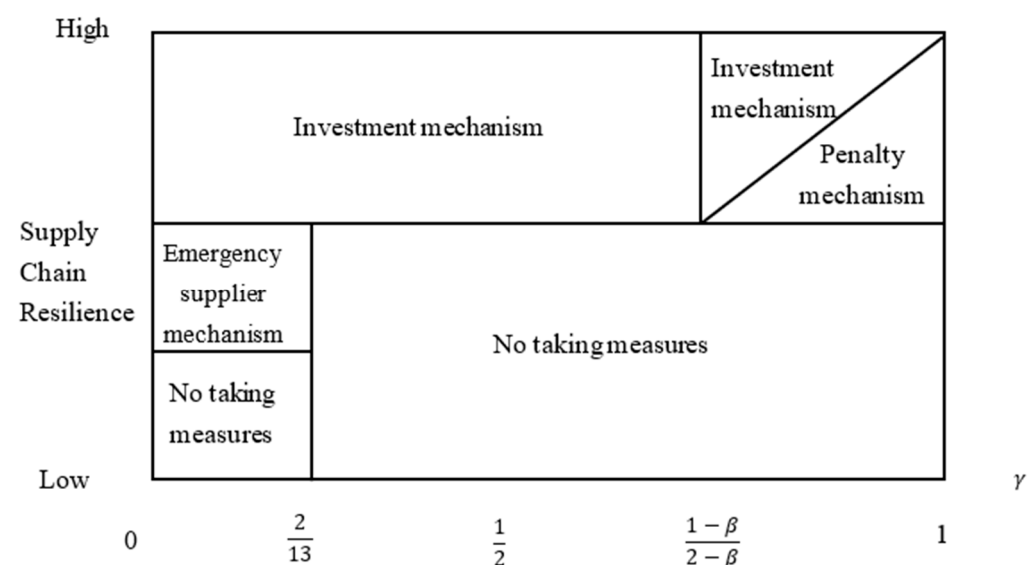 High
Investment mechanism
Investment
mechanism
Penalty
mechanism
Supply
Chain
Resilience
Emergency
supplier
mechanism
No taking measures
No taking
measures
Low
γ
0
2/13
1/2
1 − β/2 − β
1